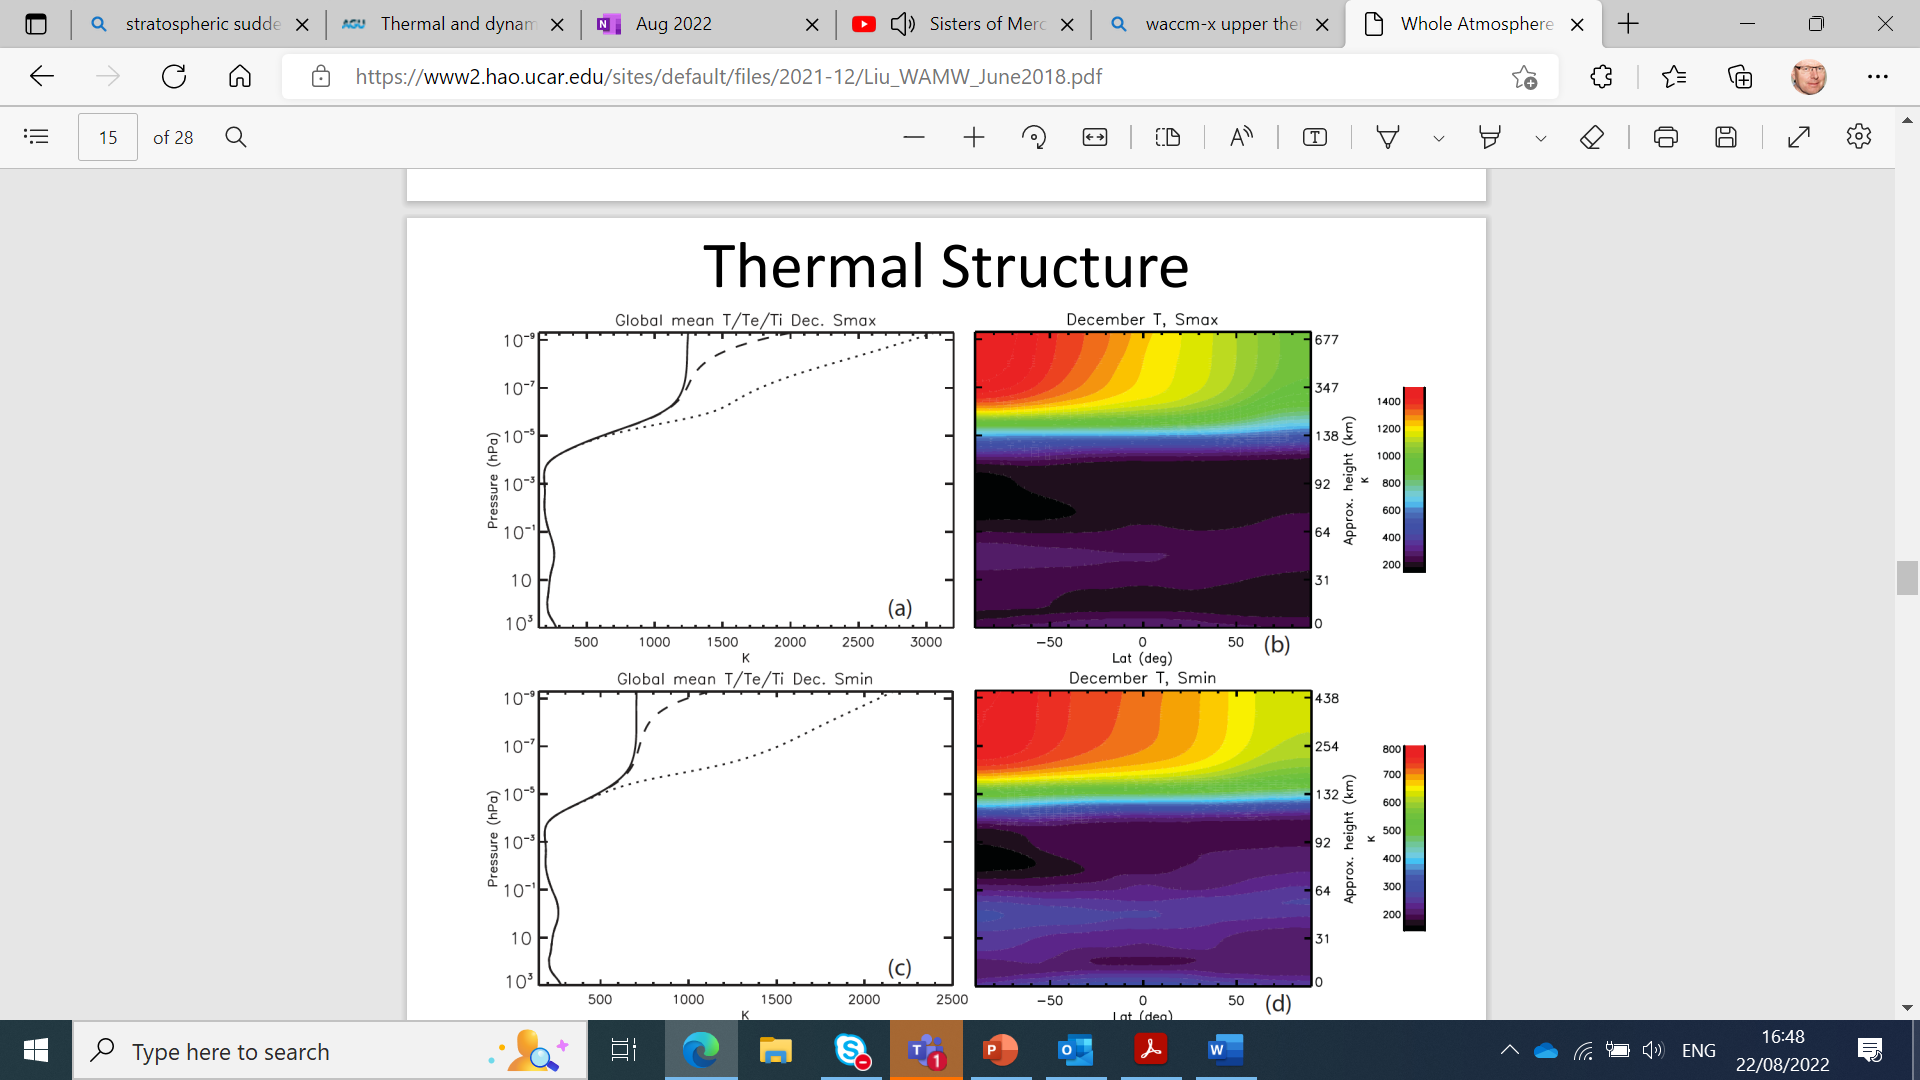 stratospheric sudde
AGU
Thermal and dynam
Aug 2022
Sisters of Merc
waccm-x upper the
Whole Atmosphere
https://www2.hao.ucar.edu/sites/default/files/2021-12/Liu_WAMW_June2018.pdf
15 of 28
Thermal Structure
Global mean T/Te/Ti Dec. Smax
10⁻⁹
10⁻⁷
10⁻⁵
10⁻³
10⁻¹
10
10³
Pressure (hPa)
500 1000 1500 2000 2500 3000
K
(a)
December T, Smax
677
347
138
92
64
31
0
Approx. height (km)
-50 0 50
Lat (deg)
(b)
K
1400
1200
1000
800
600
400
200
Global mean T/Te/Ti Dec. Smin
10⁻⁹
10⁻⁷
10⁻⁵
10⁻³
10⁻¹
10
10³
Pressure (hPa)
500 1000 1500 2000 2500
K
(c)
December T, Smin
438
254
132
92
64
31
0
Approx. height (km)
-50 0 50
Lat (deg)
(d)
K
800
700
600
500
400
300
200
Type here to search
1
ENG
16:48
22/08/2022